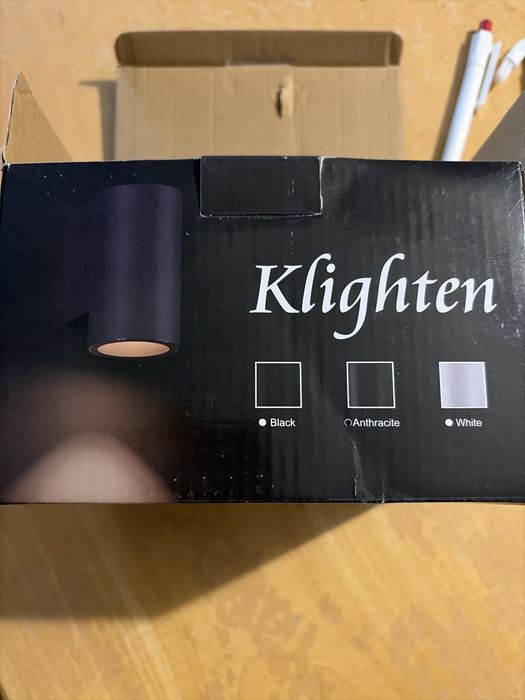 Klighten
Black
Anthracite
White